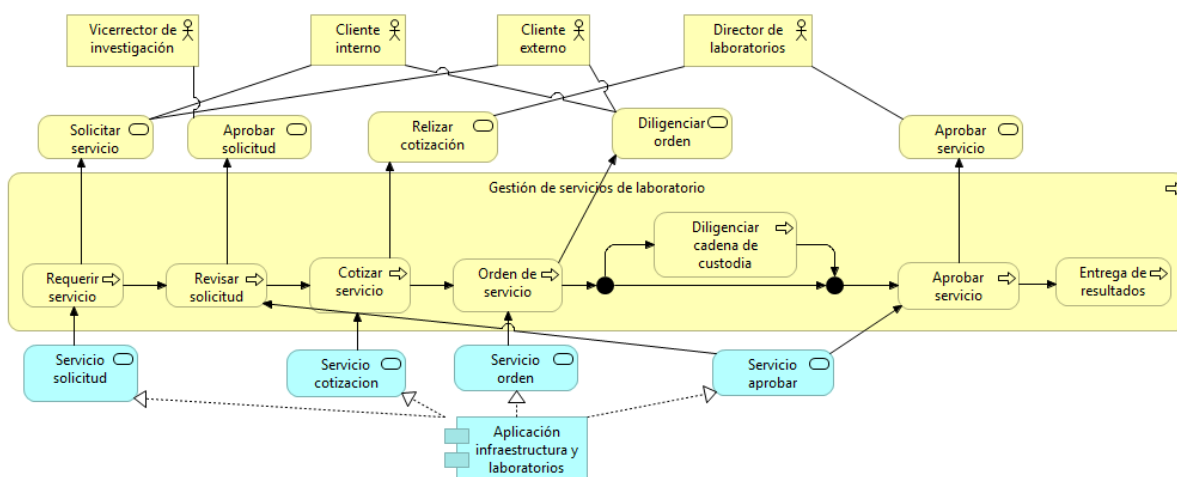 Vicerrector de
investigación
Cliente
interno
Cliente
externo
Director de
laboratorios
Solicitar
servicio
Aprobar
solicitud
Relizar
cotización
Diligenciar
orden
Aprobar
servicio
Gestión de servicios de laboratorio
Requerir
servicio
Revisar
solicitud
Cotizar
servicio
Orden de
servicio
Diligenciar
cadena de
custodia
Aprobar
servicio
Entrega de
resultados
Servicio
solicitud
Servicio
cotizacion
Servicio
orden
Servicio
aprobar
Aplicación
infraestructura y
laboratorios